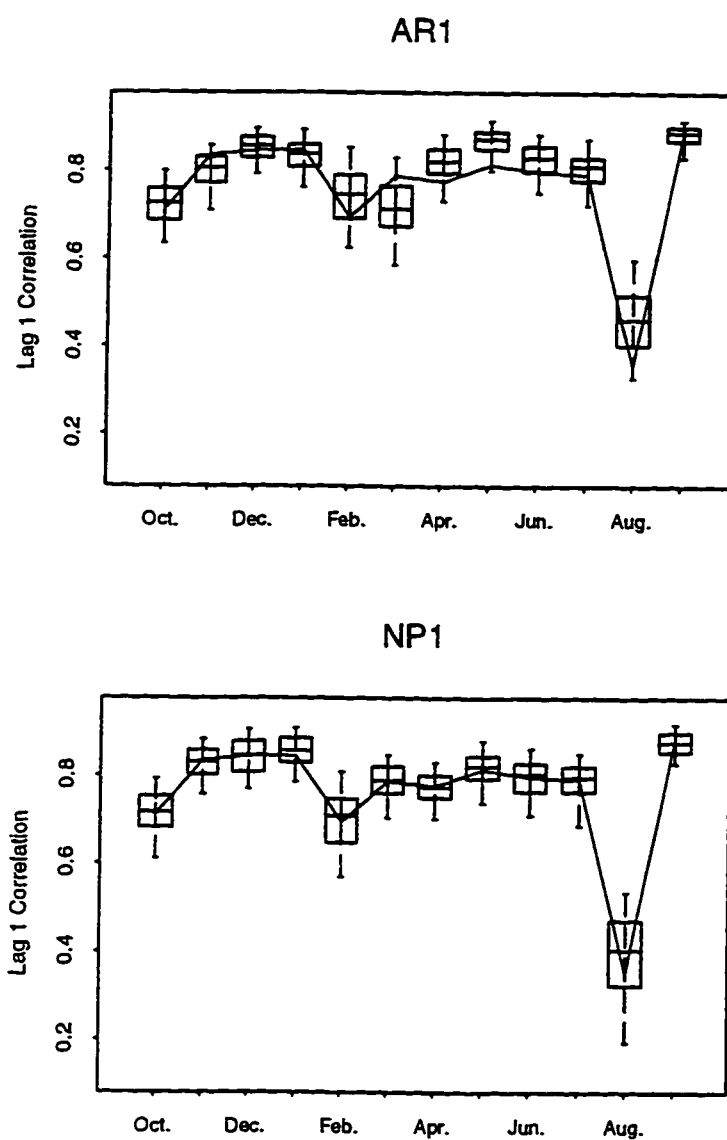 AR1
Lag 1 Correlation
0.8
0.6
0.4
0.2
Oct. Dec. Feb. Apr. Jun. Aug.
NP1
Lag 1 Correlation
0.8
0.6
0.4
0.2
Oct. Dec. Feb. Apr. Jun. Aug.